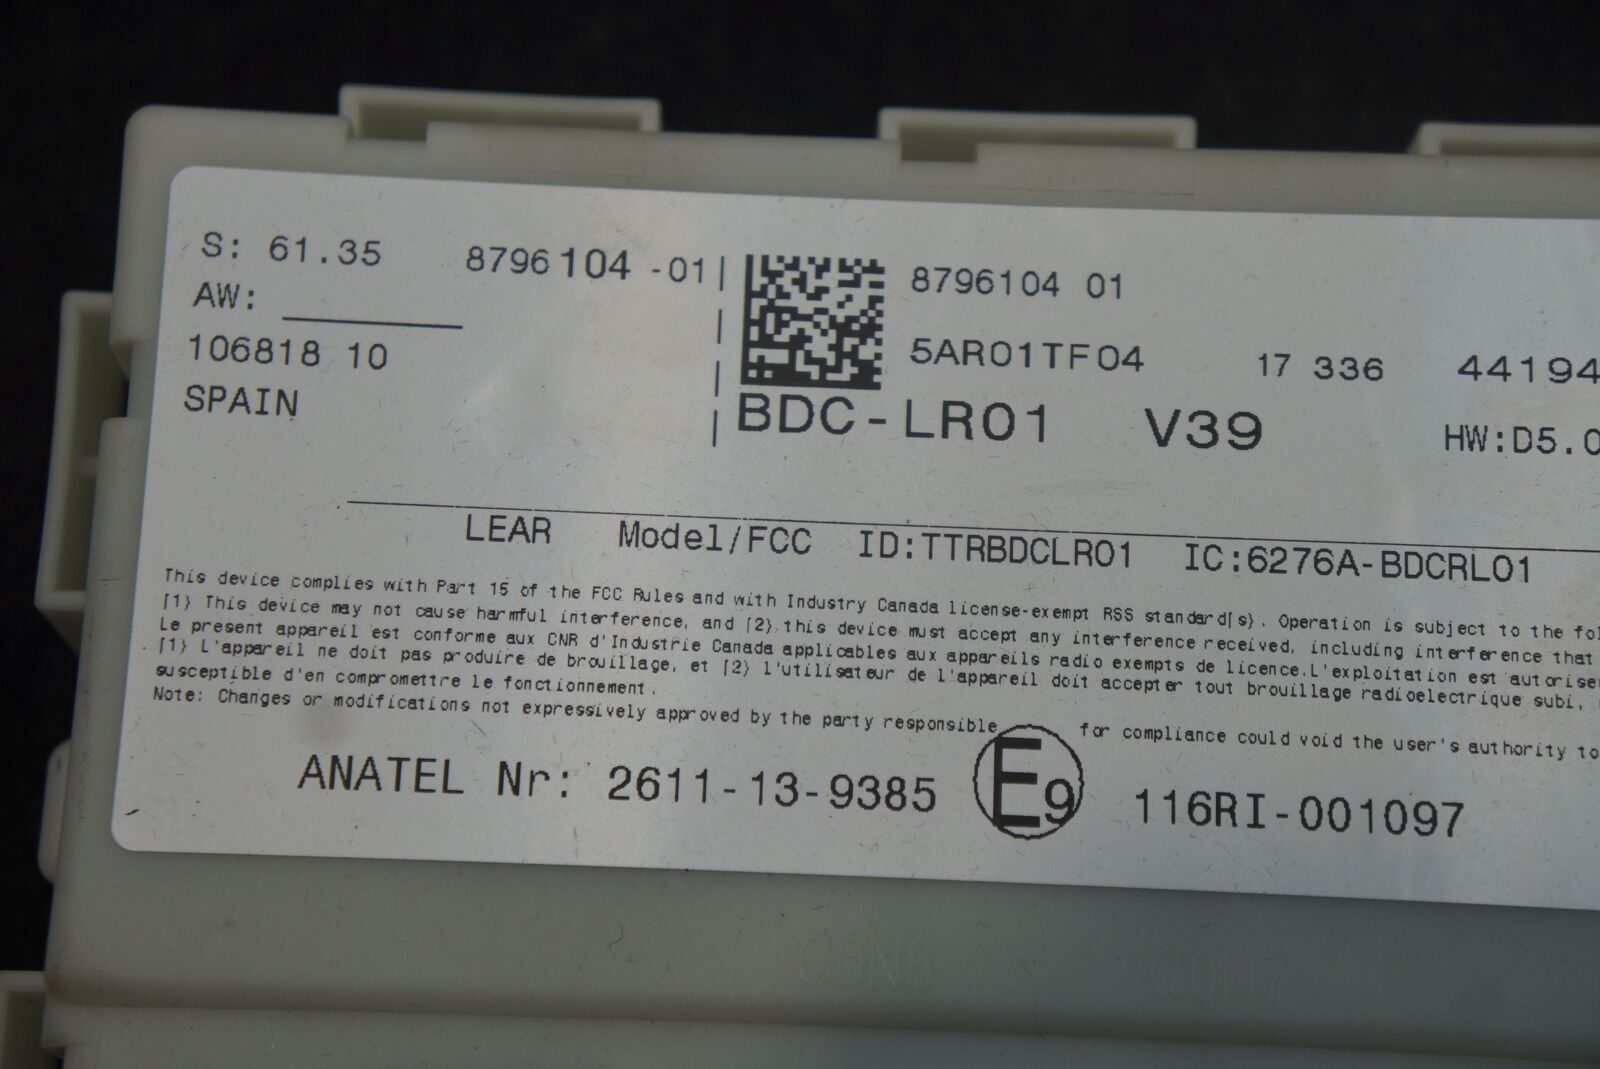 S: 61.35 8796104 -01
AW:
106818 10
SPAIN
8796104 01
5AR01TF04 17 336 44194
BDC-LR01 V39 HW:D5.0
LEAR Model/FCC ID:TTRBDCLR01 IC:6276A-BDCRL01
This device complies with Part 15 of the FCC Rules and with Industry Canada license-exempt RSS standard[s]. Operation is subject to the fol
[1} This device may not cause harmful interference, and [2} this device must accept any interference received, including interference that
Le present appareil est conforme aux CNR d'Industrie Canada applicables aux appareils radio exempts de licence.L'exploitation est autorise
[1} L'appareil ne doit pas produire de brouillage, et [2} l'utilisateur de l'appareil doit accepter tout brouillage radioelectrique subi,
susceptible d'en compromettre le fonctionnement.
Note: Changes or modifications not expressively approved by the party responsible for compliance could void the user's authority to
ANATEL Nr: 2611-13-9385 E9 116RI-001097
CON8 CON7